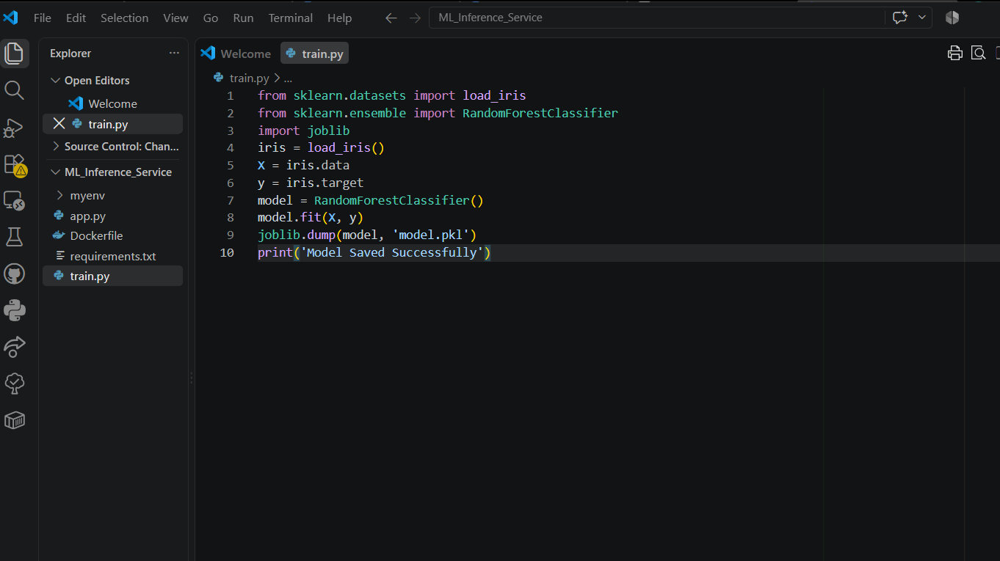 File Edit Selection View Go Run Terminal Help ML_Inference_Service
Explorer ...
Open Editors
Welcome
train.py
Source Control: Chan...
ML_Inference_Service
myenv
app.py
Dockerfile
requirements.txt
train.py
Welcome train.py
train.py > ...
1 from sklearn.datasets import load_iris
2 from sklearn.ensemble import RandomForestClassifier
3 import joblib
4 iris = load_iris()
5 X = iris.data
6 y = iris.target
7 model = RandomForestClassifier()
8 model.fit(X, y)
9 joblib.dump(model, 'model.pkl')
10 print('Model Saved Successfully')